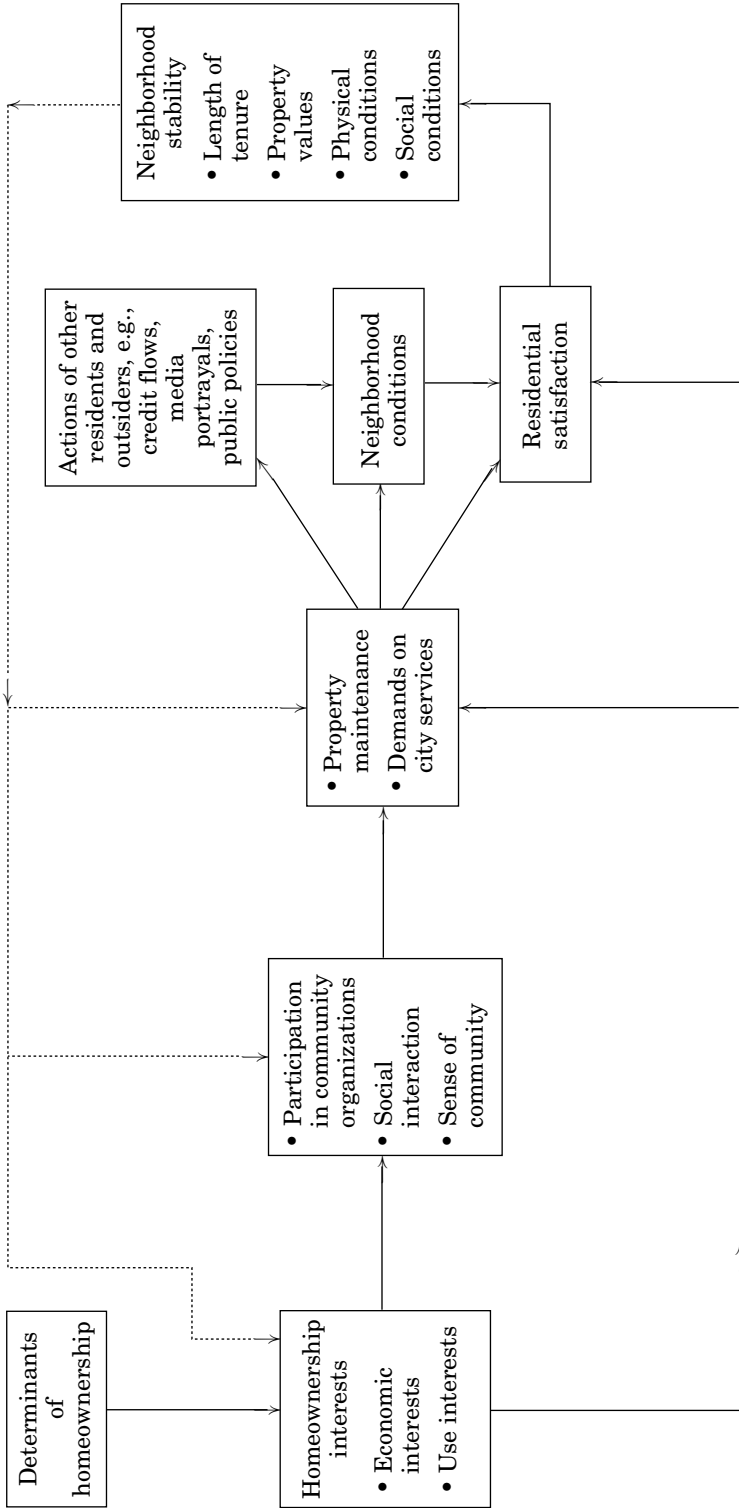 Determinants
of
homeownership
Homeownership
interests
• Economic
interests
• Use interests
• Participation
in community
organizations
• Social
interaction
• Sense of
community
• Property
maintenance
• Demands on
city services
Actions of other
residents and
outsiders, e.g.,
credit flows,
media
portrayals,
public policies
Neighborhood
conditions
Residential
satisfaction
Neighborhood
stability
• Length of
tenure
• Property
values
• Physical
conditions
• Social
conditions